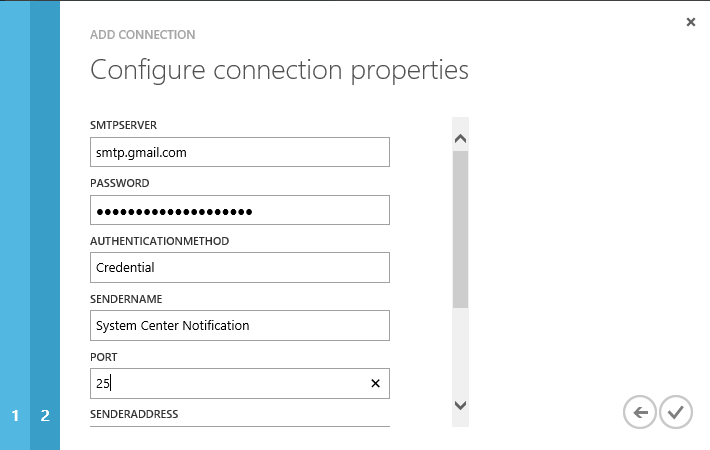 ADD CONNECTION
Configure connection properties
SMTPSERVER
smtp.gmail.com
PASSWORD
●●●●●●●●●●●●●●●●●●●●
AUTHENTICATIONMETHOD
Credential
SENDERNAME
System Center Notification
PORT
25
SENDERADDRESS
1 2